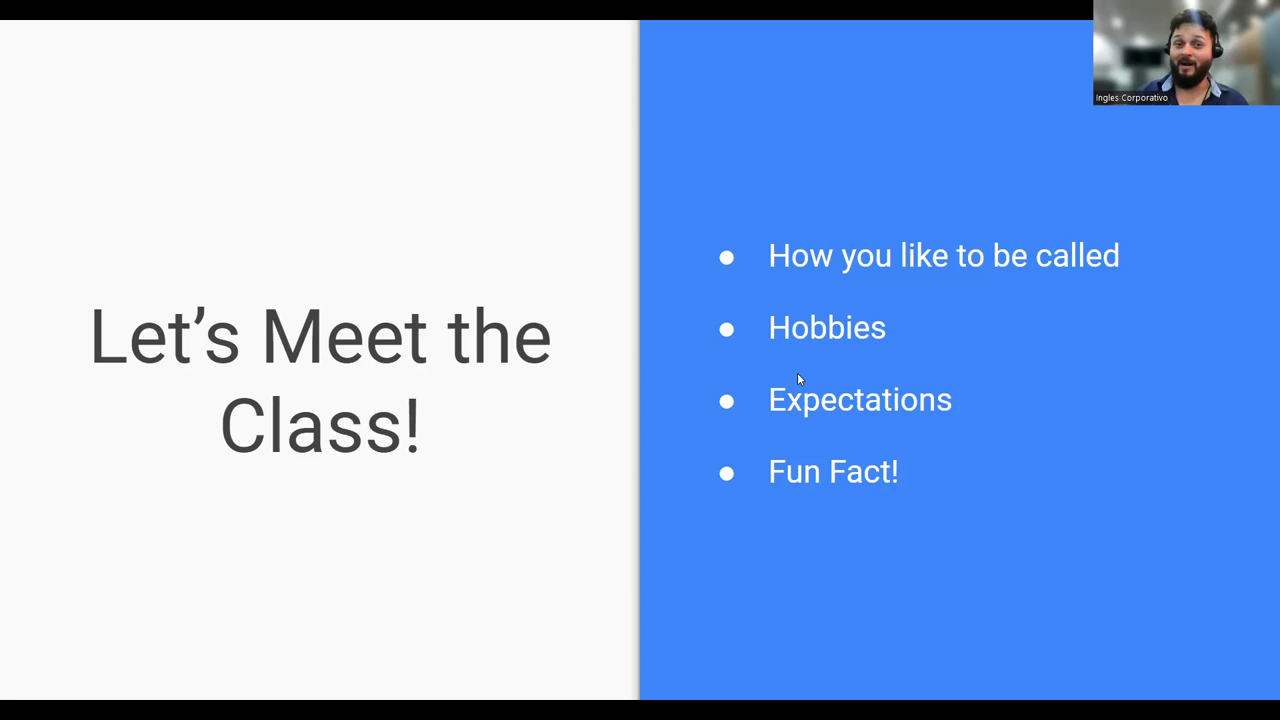 Let’s Meet the
Class!
● How you like to be called
● Hobbies
● Expectations
● Fun Fact!
Ingles Corporativo